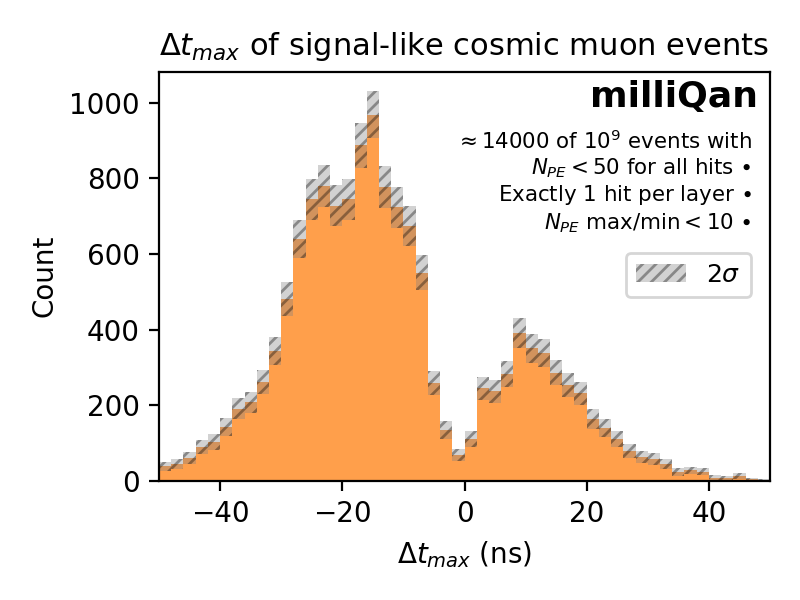 Δt_max of signal-like cosmic muon events
milliQan
≈ 14000 of 10⁹ events with
N_PE < 50 for all hits •
Exactly 1 hit per layer •
N_PE max/min < 10 •
2σ
Count
1000
800
600
400
200
0
−40 −20 0 20 40
Δt_max (ns)